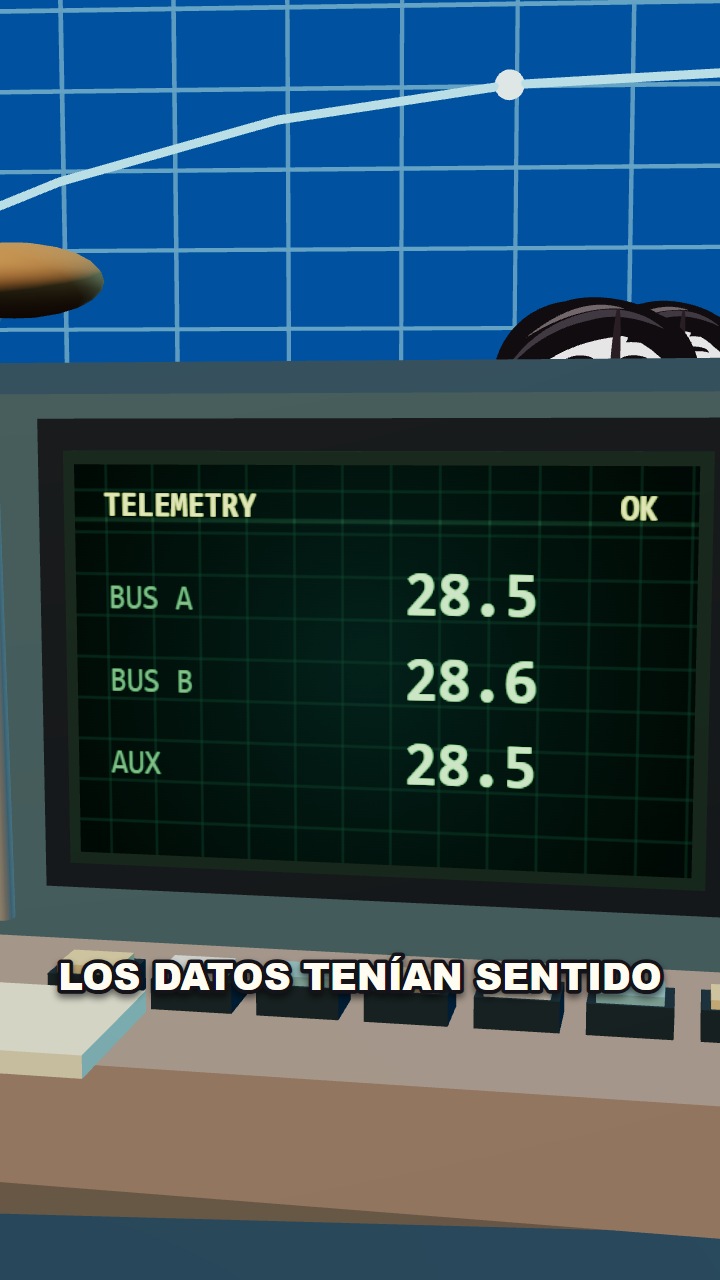 TELEMETRY OK
BUS A 28.5
BUS B 28.6
AUX 28.5
LOS DATOS TENÍAN SENTIDO